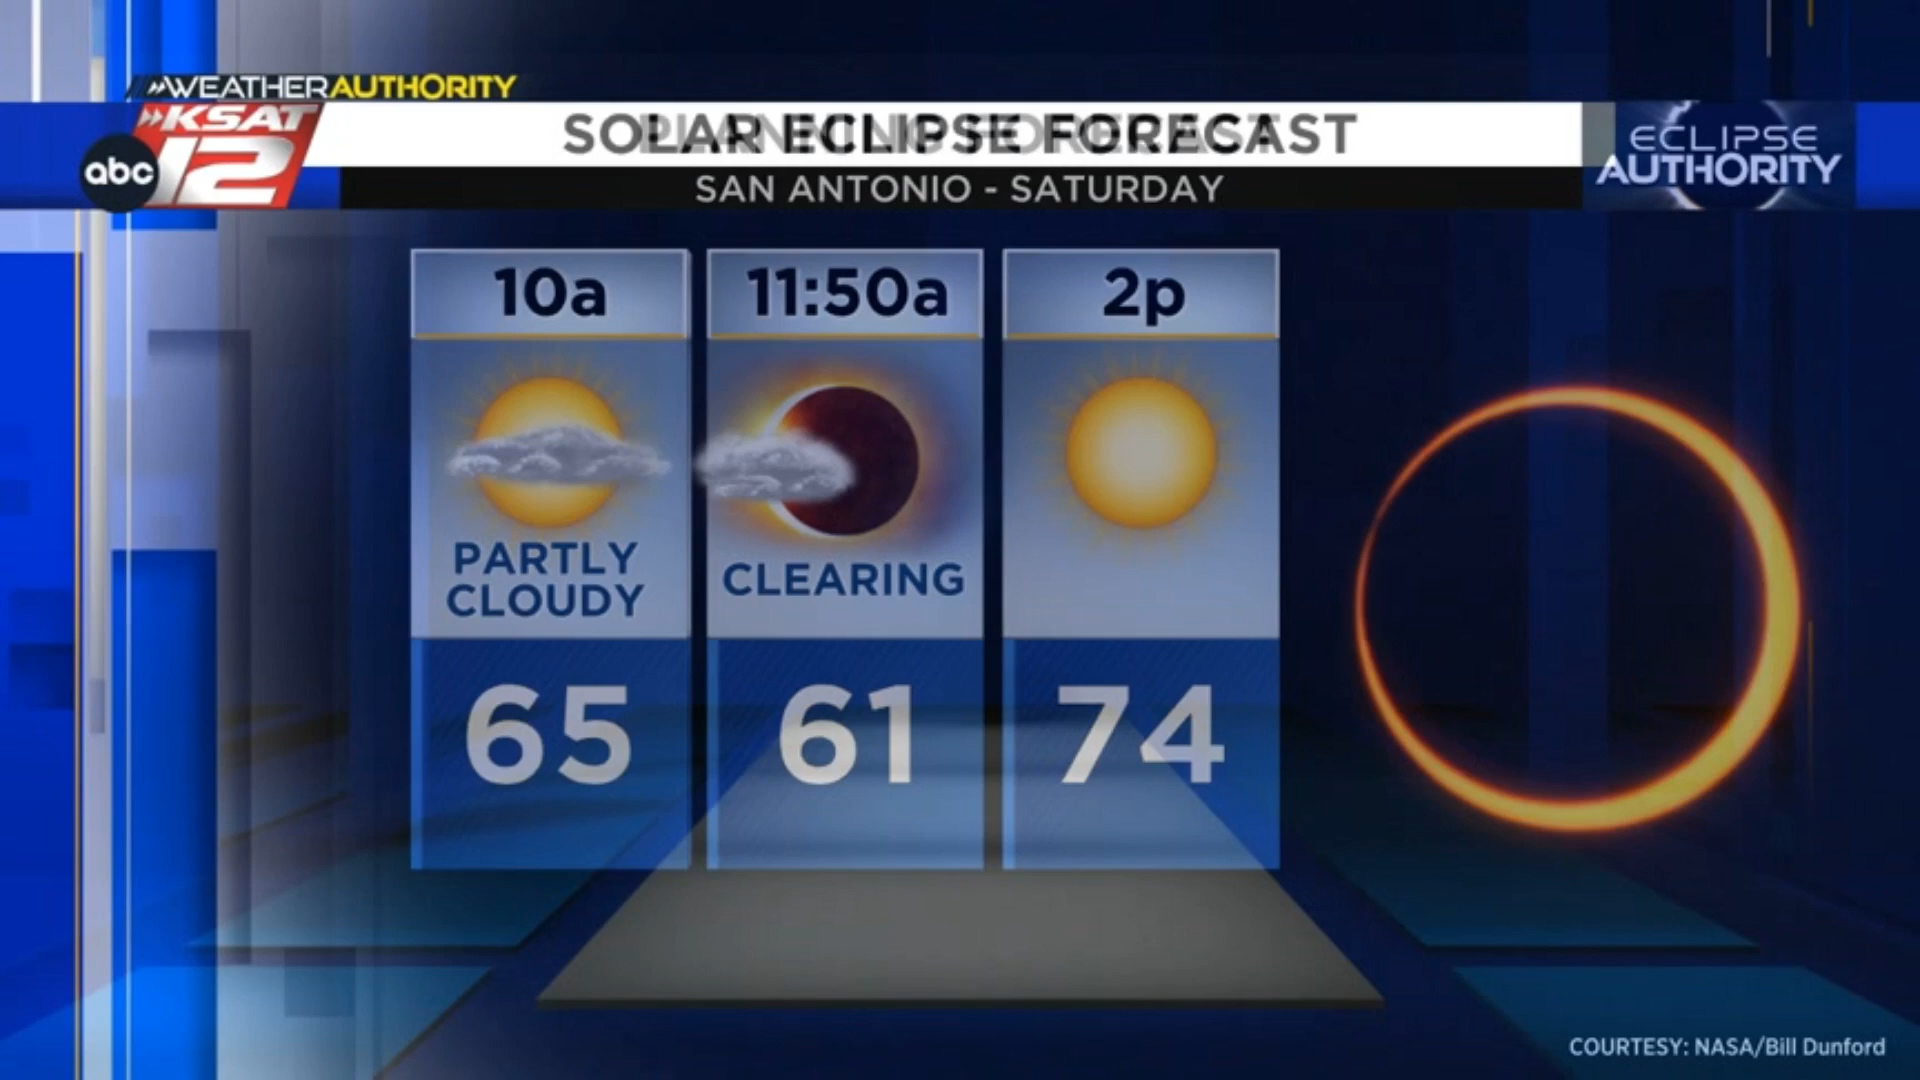 WEATHERAUTHORITY
KSAT
abc
12
SOLAR ECLIPSE FORECAST
SAN ANTONIO - SATURDAY
ECLIPSE
AUTHORITY
10a
11:50a
2p
PARTLY
CLOUDY
CLEARING
65
61
74
COURTESY: NASA/Bill Dunford